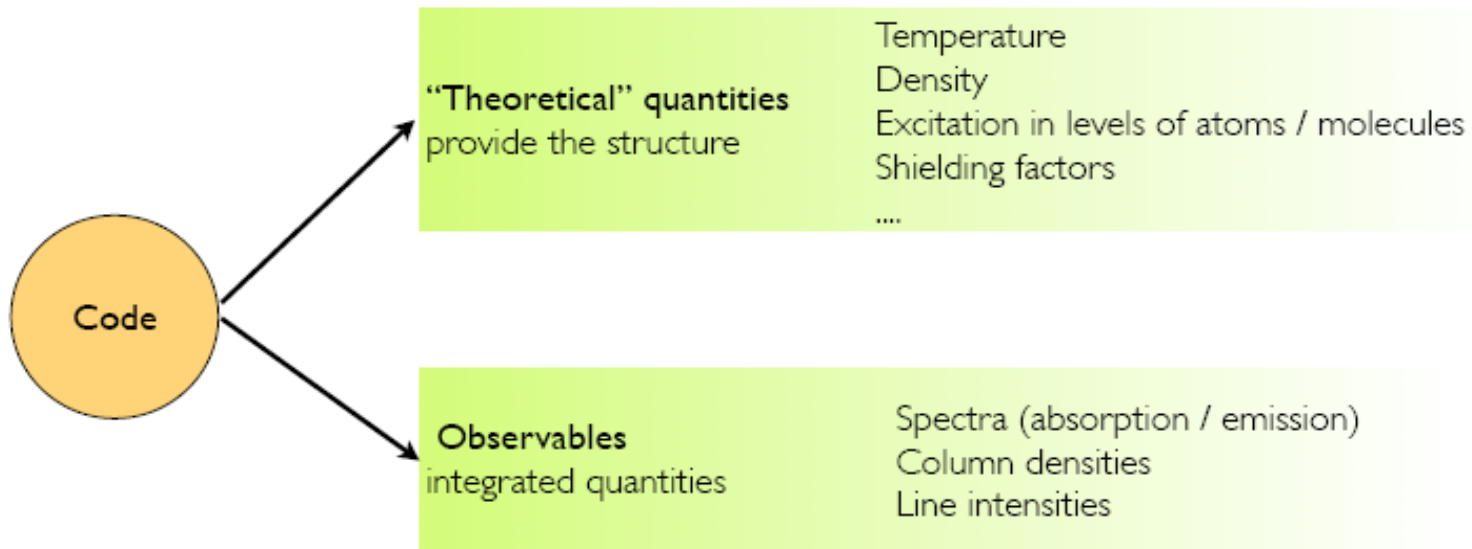 Code
“Theoretical” quantities
provide the structure
Temperature
Density
Excitation in levels of atoms / molecules
Shielding factors
....
Observables
integrated quantities
Spectra (absorption / emission)
Column densities
Line intensities